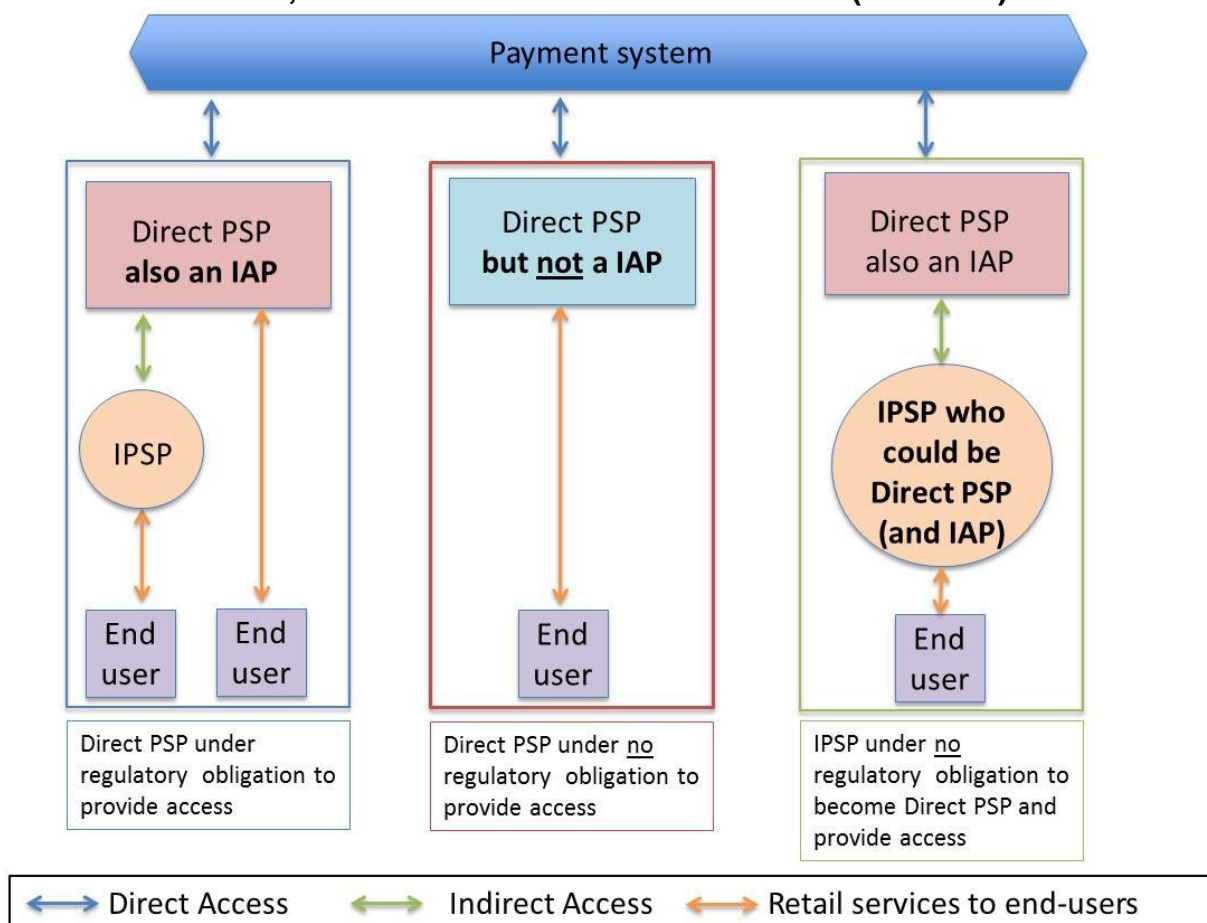 Payment system
Direct PSP
also an IAP
IPSP
End
user
End
user
Direct PSP under
regulatory obligation to
provide access
Direct PSP
but not a IAP
End
user
Direct PSP under no
regulatory obligation to
provide access
Direct PSP
also an IAP
IPSP who
could be
Direct PSP
(and IAP)
End
user
IPSP under no
regulatory obligation to
become Direct PSP and
provide access
Direct Access
Indirect Access
Retail services to end-users